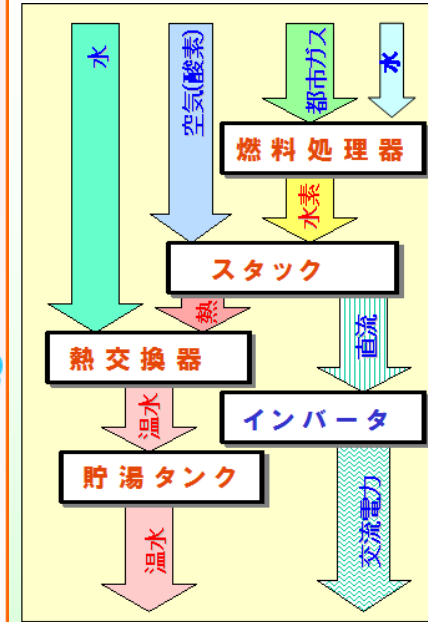 水
空気(酸素)
都市ガス
水
燃料処理器
水素
スタック
熱
直流
熱交換器
インバータ
温水
貯湯タンク
温水
交流電力